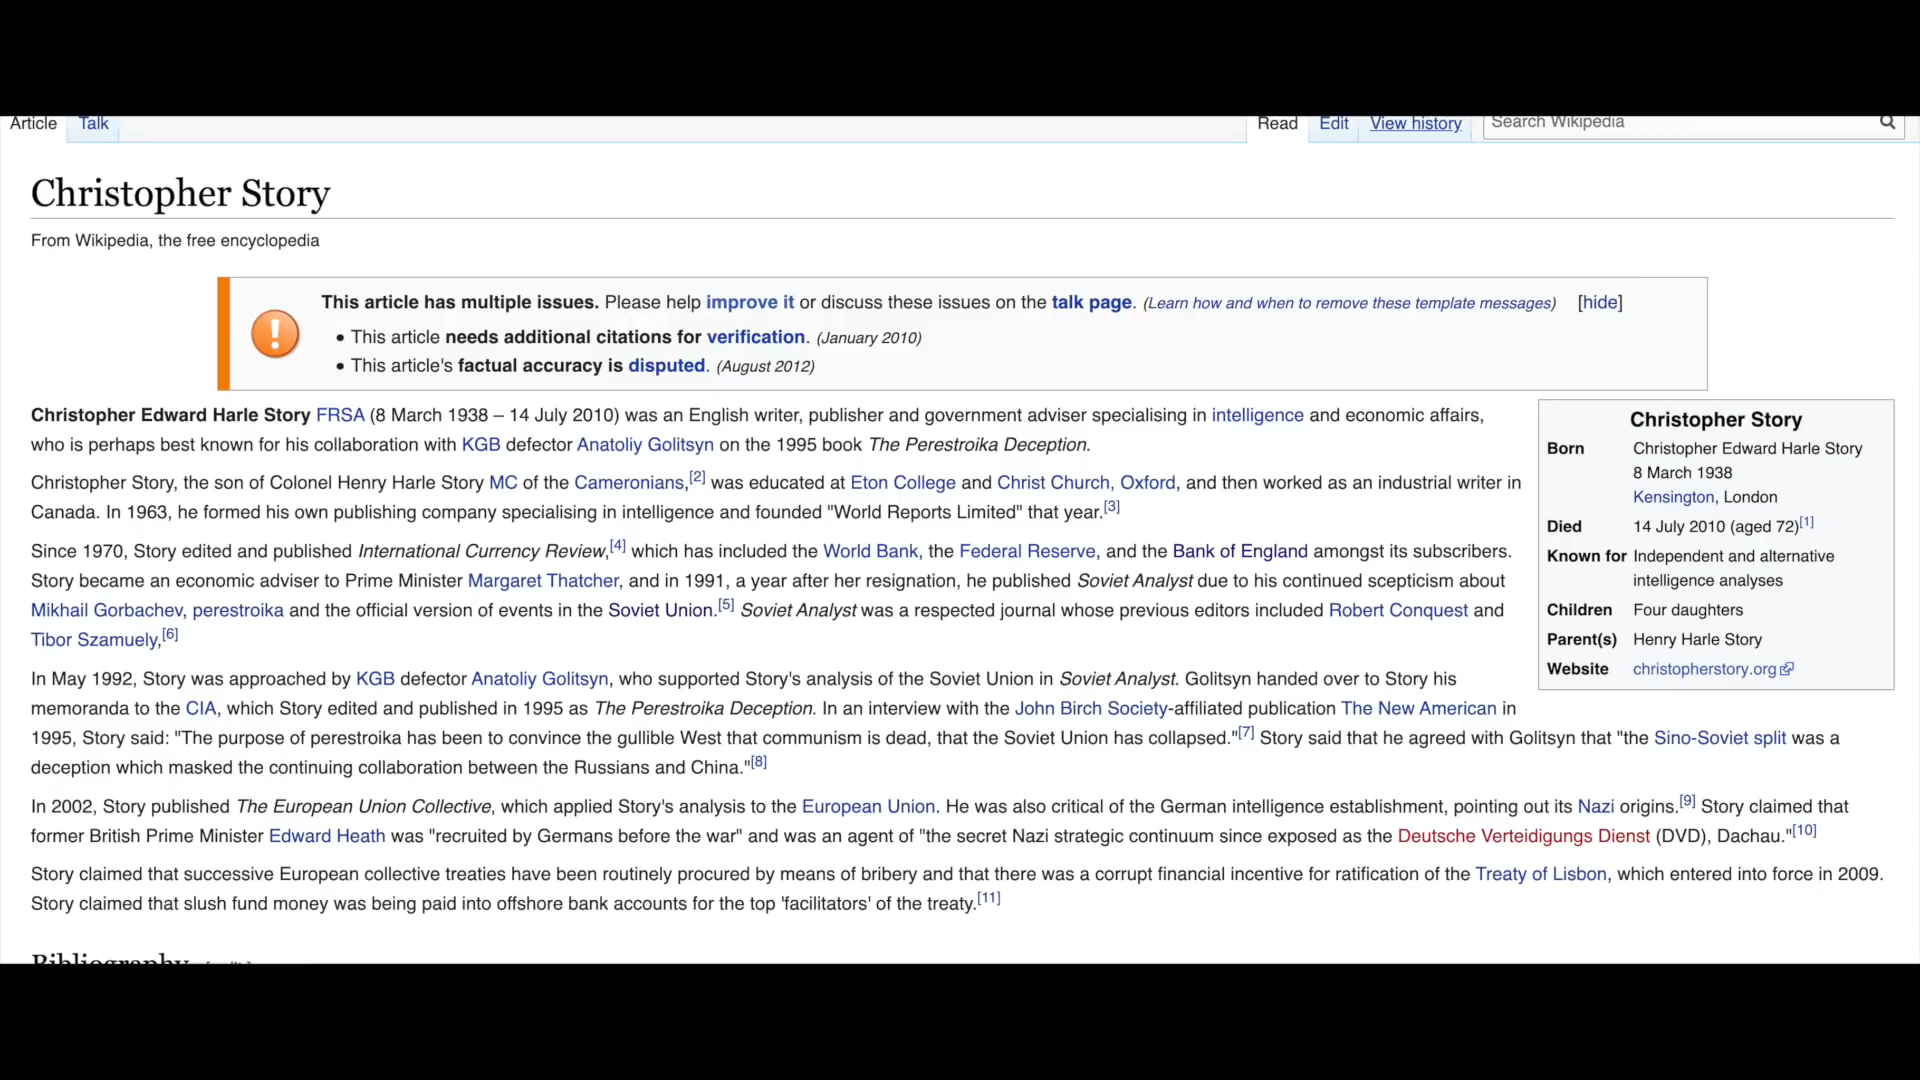 Article Talk Read Edit View history Search Wikipedia
Christopher Story
From Wikipedia, the free encyclopedia
This article has multiple issues. Please help improve it or discuss these issues on the talk page. (Learn how and when to remove these template messages) [hide]
• This article needs additional citations for verification. (January 2010)
• This article's factual accuracy is disputed. (August 2012)
Christopher Edward Harle Story FRSA (8 March 1938 – 14 July 2010) was an English writer, publisher and government adviser specialising in intelligence and economic affairs,
who is perhaps best known for his collaboration with KGB defector Anatoliy Golitsyn on the 1995 book The Perestroika Deception.
Christopher Story, the son of Colonel Henry Harle Story MC of the Cameronians,[2] was educated at Eton College and Christ Church, Oxford, and then worked as an industrial writer in
Canada. In 1963, he formed his own publishing company specialising in intelligence and founded "World Reports Limited" that year.[3]
Since 1970, Story edited and published International Currency Review,[4] which has included the World Bank, the Federal Reserve, and the Bank of England amongst its subscribers.
Story became an economic adviser to Prime Minister Margaret Thatcher, and in 1991, a year after her resignation, he published Soviet Analyst due to his continued scepticism about
Mikhail Gorbachev, perestroika and the official version of events in the Soviet Union.[5] Soviet Analyst was a respected journal whose previous editors included Robert Conquest and
Tibor Szamuely,[6]
In May 1992, Story was approached by KGB defector Anatoliy Golitsyn, who supported Story's analysis of the Soviet Union in Soviet Analyst. Golitsyn handed over to Story his
memoranda to the CIA, which Story edited and published in 1995 as The Perestroika Deception. In an interview with the John Birch Society-affiliated publication The New American in
1995, Story said: "The purpose of perestroika has been to convince the gullible West that communism is dead, that the Soviet Union has collapsed."[7] Story said that he agreed with Golitsyn that "the Sino-Soviet split was a
deception which masked the continuing collaboration between the Russians and China."[8]
In 2002, Story published The European Union Collective, which applied Story's analysis to the European Union. He was also critical of the German intelligence establishment, pointing out its Nazi origins.[9] Story claimed that
former British Prime Minister Edward Heath was "recruited by Germans before the war" and was an agent of "the secret Nazi strategic continuum since exposed as the Deutsche Verteidigungs Dienst (DVD), Dachau."[10]
Story claimed that successive European collective treaties have been routinely procured by means of bribery and that there was a corrupt financial incentive for ratification of the Treaty of Lisbon, which entered into force in 2009.
Story claimed that slush fund money was being paid into offshore bank accounts for the top 'facilitators' of the treaty.[11]
Christopher Story
Born Christopher Edward Harle Story
8 March 1938
Kensington, London
Died 14 July 2010 (aged 72)[1]
Known for Independent and alternative
intelligence analyses
Children Four daughters
Parent(s) Henry Harle Story
Website christopherstory.org
Bibliography